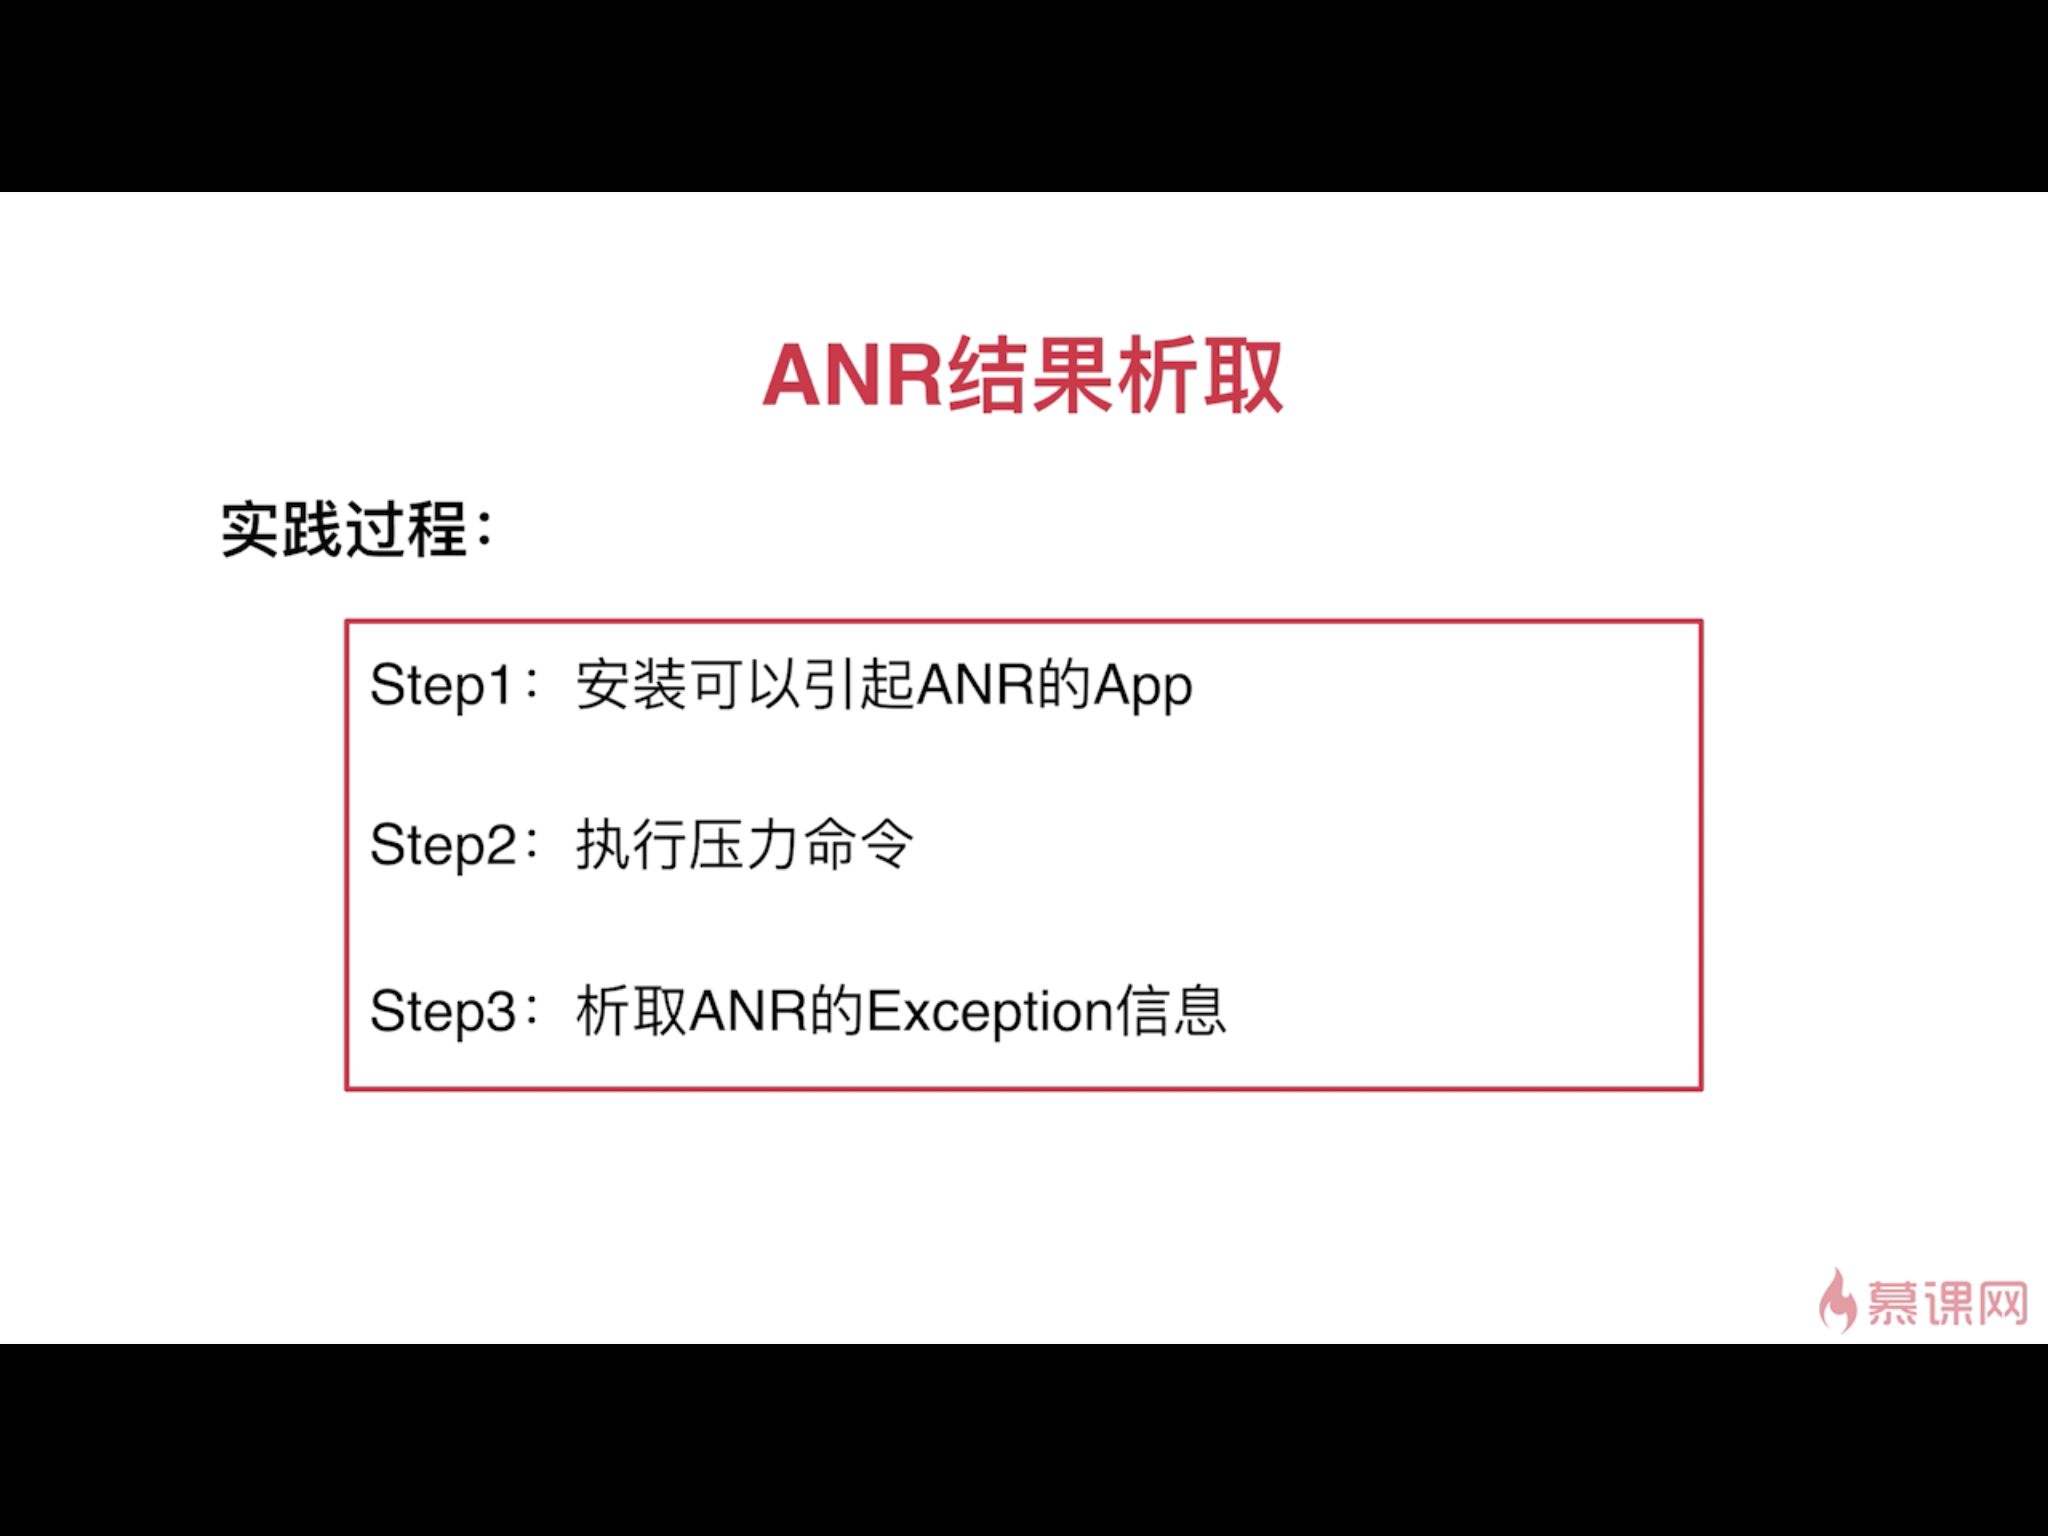 ANR结果析取
实践过程：
Step1：安装可以引起ANR的App
Step2：执行压力命令
Step3：析取ANR的Exception信息
慕课网